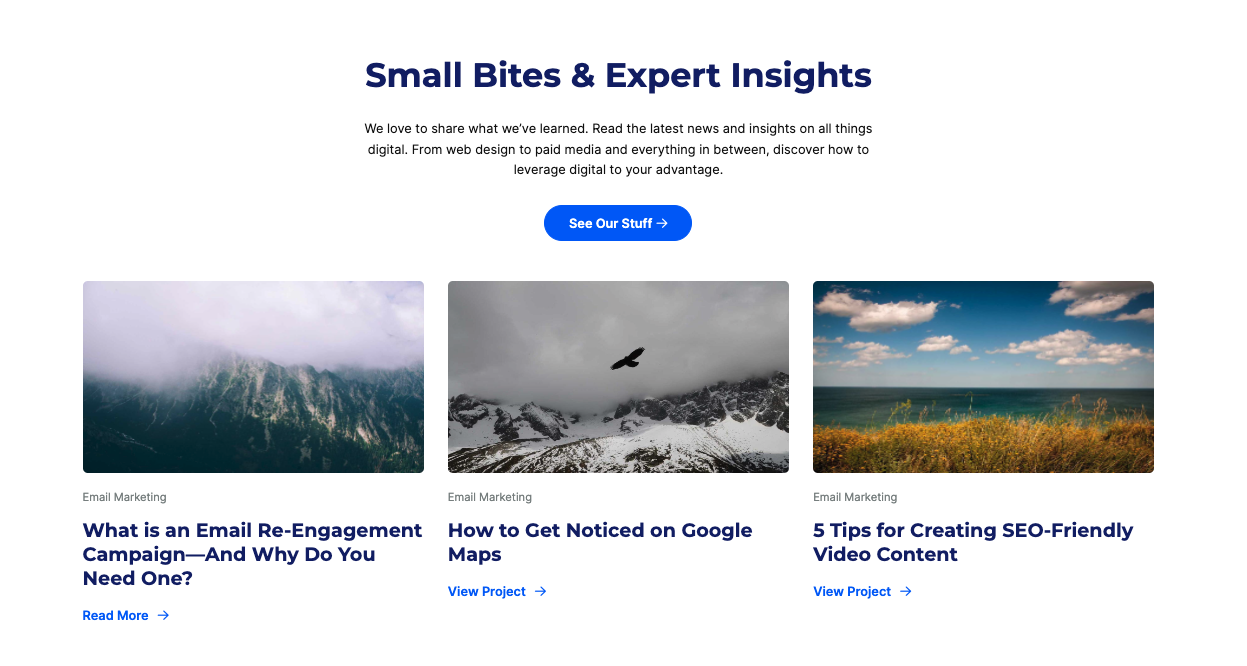 Small Bites & Expert Insights
We love to share what we’ve learned. Read the latest news and insights on all things
digital. From web design to paid media and everything in between, discover how to
leverage digital to your advantage.
See Our Stuff →
Email Marketing
What is an Email Re-Engagement
Campaign—And Why Do You
Need One?
Read More →
Email Marketing
How to Get Noticed on Google
Maps
View Project →
Email Marketing
5 Tips for Creating SEO-Friendly
Video Content
View Project →